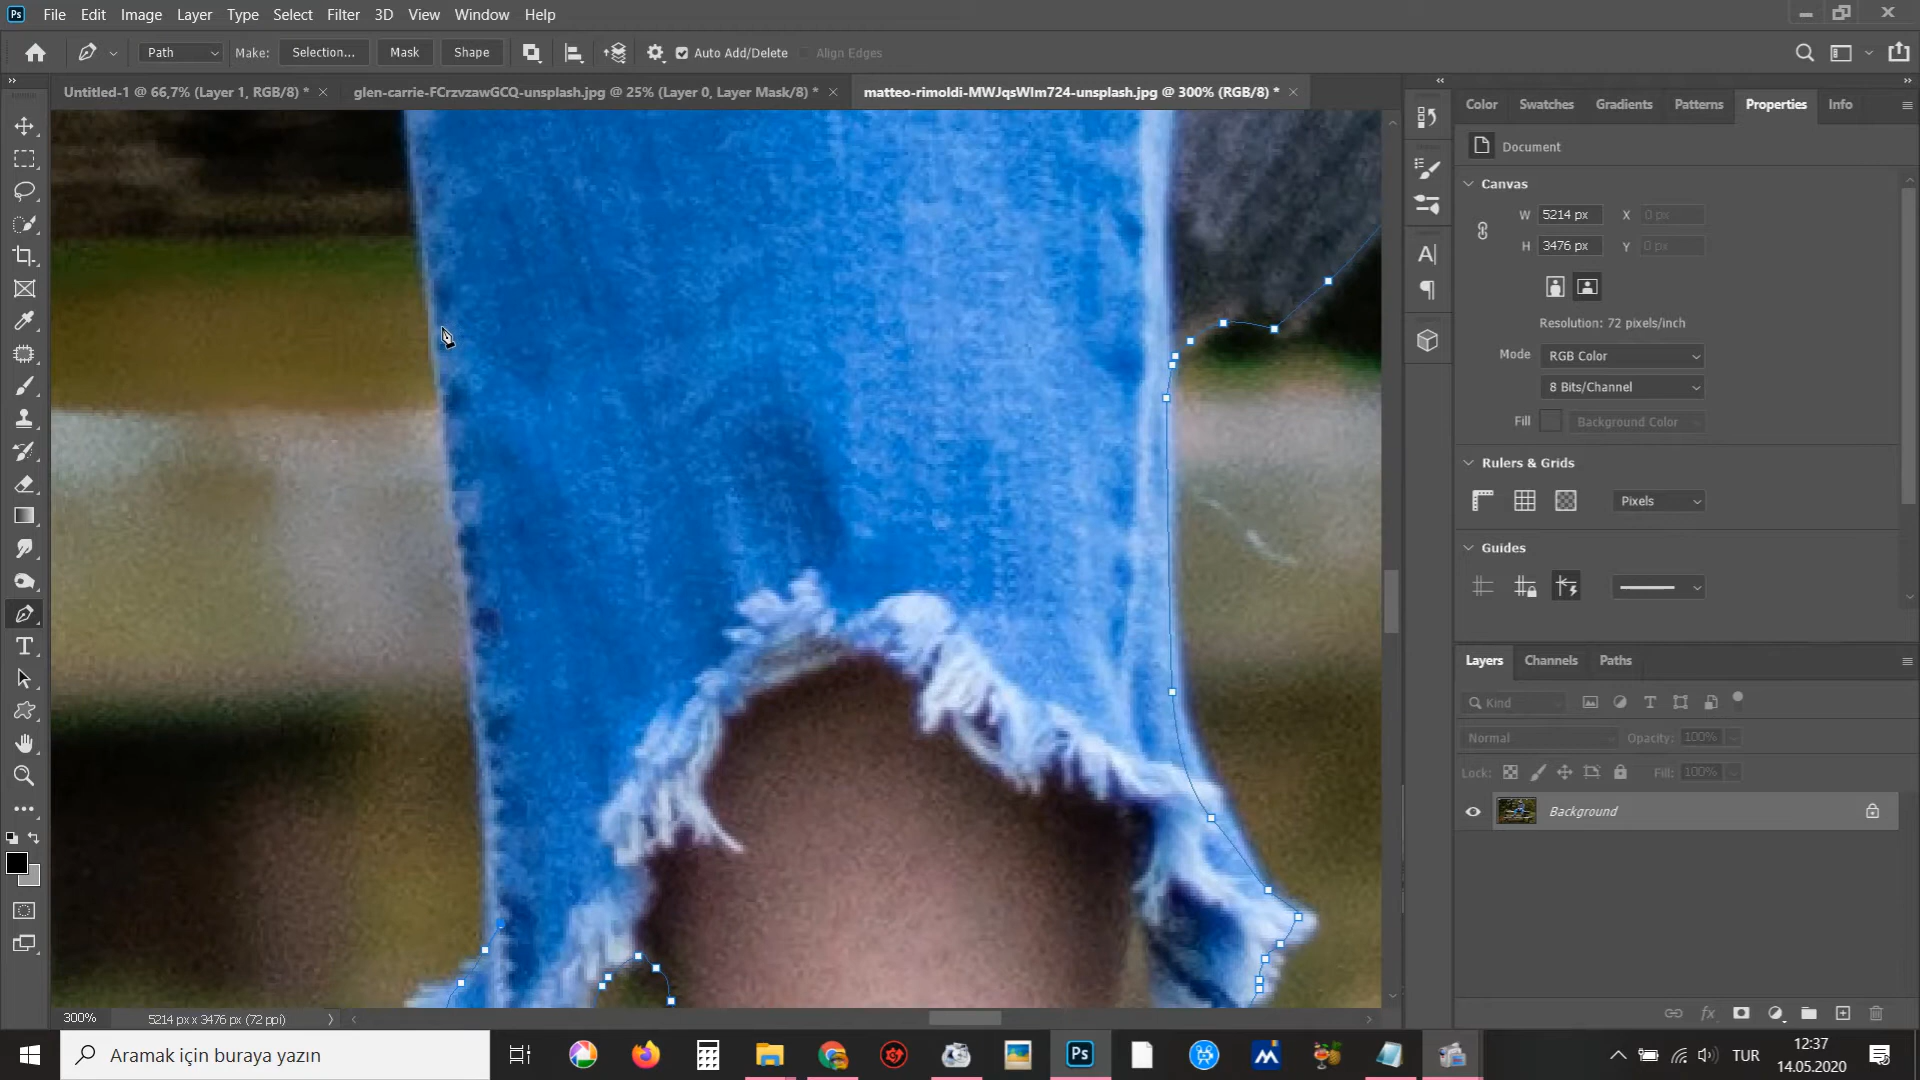 Ps File Edit Image Layer Type Select Filter 3D View Window Help
Path Make: Selection... Mask Shape Auto Add/Delete Align Edges
Untitled-1 @ 66,7% (Layer 1, RGB/8) * × glen-carrie-FCrzvzawGCQ-unsplash.jpg @ 25% (Layer 0, Layer Mask/8) * × matteo-rimoldi-MWJqsWIm724-unsplash.jpg @ 300% (RGB/8) * ×
Color Swatches Gradients Patterns Properties Info
Document
Canvas
W 5214 px X 0 px
H 3476 px Y 0 px
Resolution: 72 pixels/inch
Mode RGB Color
8 Bits/Channel
Fill Background Color
Rulers & Grids
Pixels
Guides
Layers Channels Paths
Kind
Normal Opacity: 100%
Lock: Fill: 100%
Background
300% 5214 px x 3476 px (72 ppi)
Aramak için buraya yazın
Ps
TUR
12:37
14.05.2020